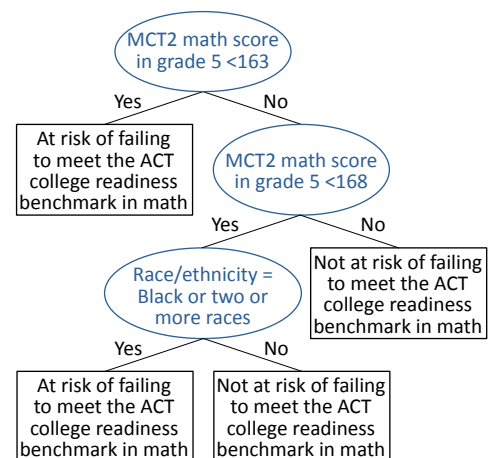 MCT2 math score
in grade 5 <163
Yes
No
At risk of failing
to meet the ACT
college readiness
benchmark in math
MCT2 math score
in grade 5 <168
Yes
No
Race/ethnicity =
Black or two or
more races
Not at risk of failing
to meet the ACT
college readiness
benchmark in math
Yes
No
At risk of failing
to meet the ACT
college readiness
benchmark in math
Not at risk of failing
to meet the ACT
college readiness
benchmark in math